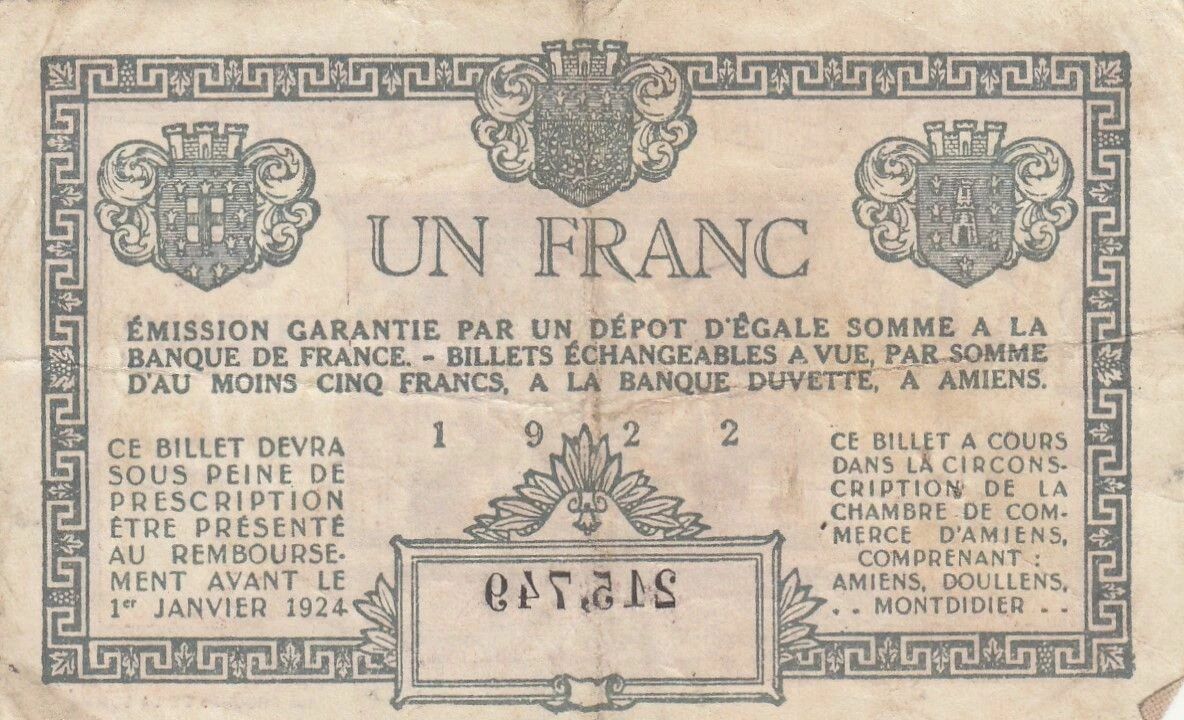 UN FRANC
ÉMISSION GARANTIE PAR UN DÉPOT D'ÉGALE SOMME A LA
BANQUE DE FRANCE. - BILLETS ÉCHANGEABLES A VUE, PAR SOMME
D'AU MOINS CINQ FRANCS, A LA BANQUE DUVETTE, A AMIENS.
1 9 2 2
CE BILLET DEVRA
SOUS PEINE DE
PRESCRIPTION
ÊTRE PRÉSENTÉ
AU REMBOURSE-
MENT AVANT LE
1er JANVIER 1924
CE BILLET A COURS
DANS LA CIRCONS-
CRIPTION DE LA
CHAMBRE DE COM-
MERCE D'AMIENS,
COMPRENANT :
AMIENS, DOULLENS,
. . MONTDIDIER . .